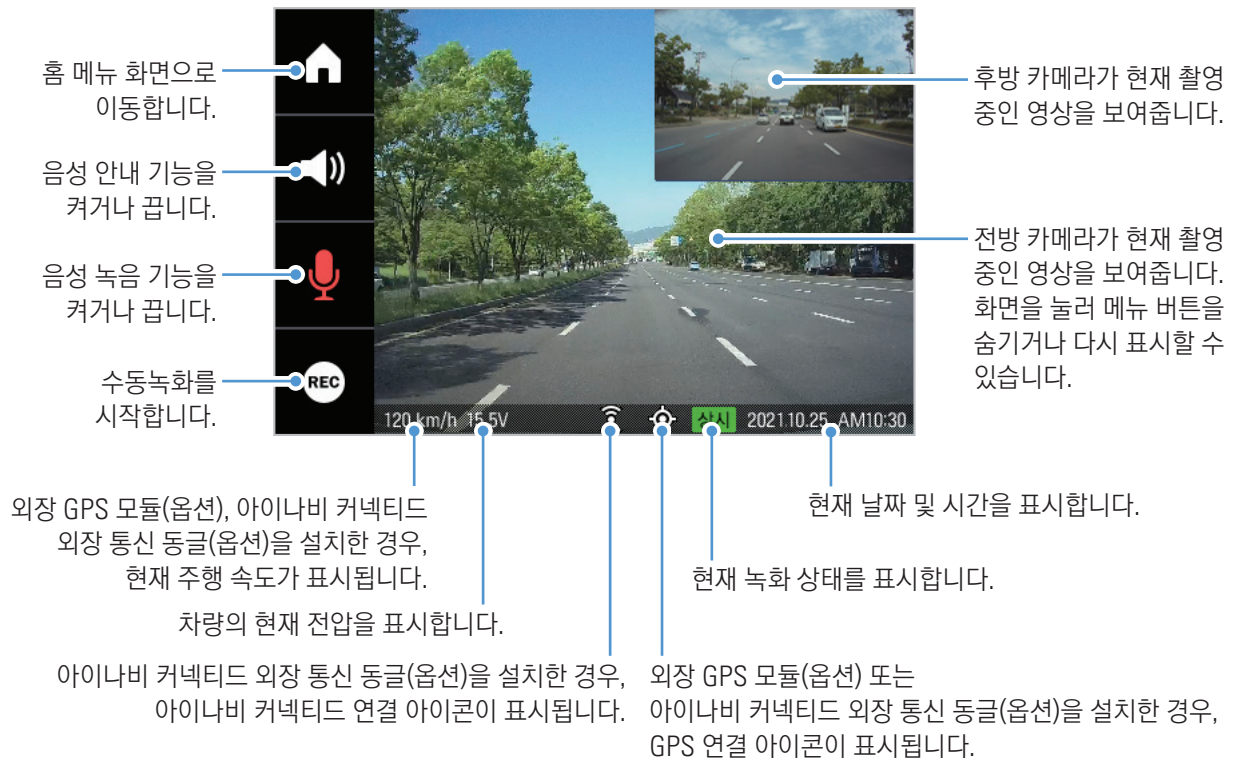 홈 메뉴 화면으로
이동합니다.
음성 안내 기능을
켜거나 끕니다.
음성 녹음 기능을
켜거나 끕니다.
수동녹화를
시작합니다.
REC
후방 카메라가 현재 촬영
중인 영상을 보여줍니다.
전방 카메라가 현재 촬영
중인 영상을 보여줍니다.
화면을 눌러 메뉴 버튼을
숨기거나 다시 표시할 수
있습니다.
120 km/h 15.5V 상시 2021.10.25 AM10:30
외장 GPS 모듈(옵션), 아이나비 커넥티드
외장 통신 동글(옵션)을 설치한 경우,
현재 주행 속도가 표시됩니다.
차량의 현재 전압을 표시합니다.
아이나비 커넥티드 외장 통신 동글(옵션)을 설치한 경우,
아이나비 커넥티드 연결 아이콘이 표시됩니다.
현재 날짜 및 시간을 표시합니다.
현재 녹화 상태를 표시합니다.
외장 GPS 모듈(옵션) 또는
아이나비 커넥티드 외장 통신 동글(옵션)을 설치한 경우,
GPS 연결 아이콘이 표시됩니다.